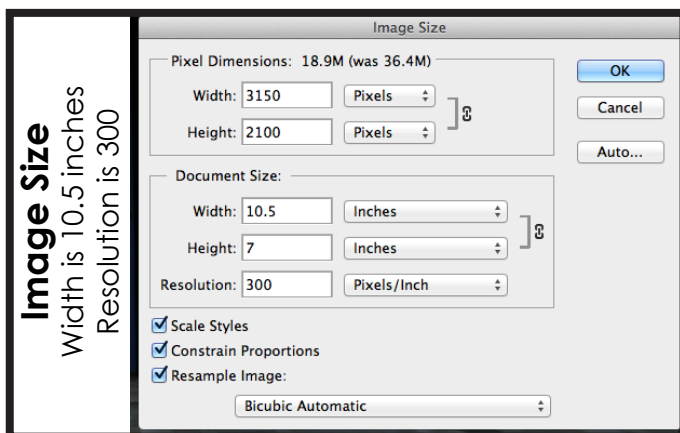 Image Size
Width is 10.5 inches
Resolution is 300
Image Size
Pixel Dimensions: 18.9M (was 36.4M)
Width: 3150 Pixels
Height: 2100 Pixels
Document Size:
Width: 10.5 Inches
Height: 7 Inches
Resolution: 300 Pixels/Inch
Scale Styles
Constrain Proportions
Resample Image:
Bicubic Automatic
OK
Cancel
Auto...